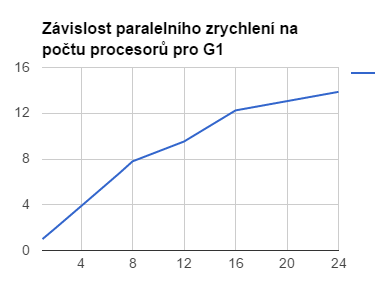 Závislost paralelního zrychlení na
počtu procesorů pro G1
16
12
8
4
0
4 8 12 16 20 24